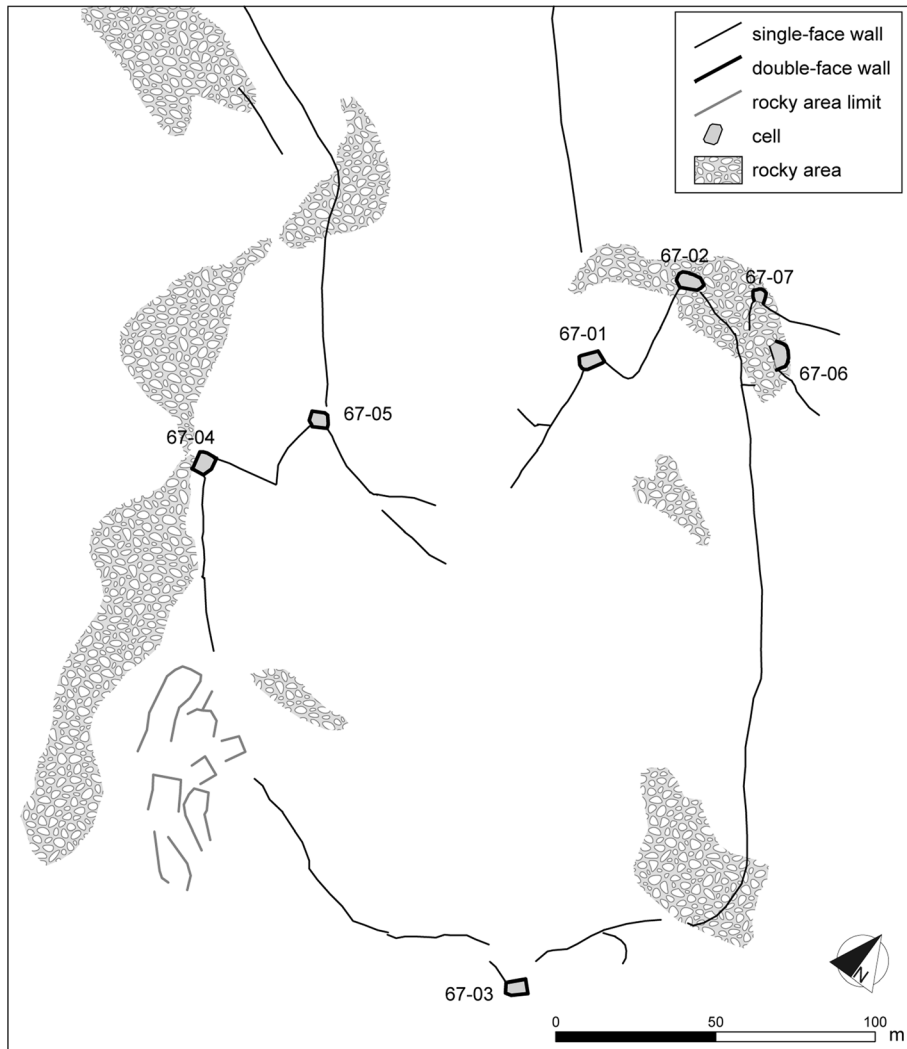 single-face wall
double-face wall
rocky area limit
cell
rocky area
67-02
67-07
67-01
67-06
67-05
67-04
67-03
N
0 50 100
m